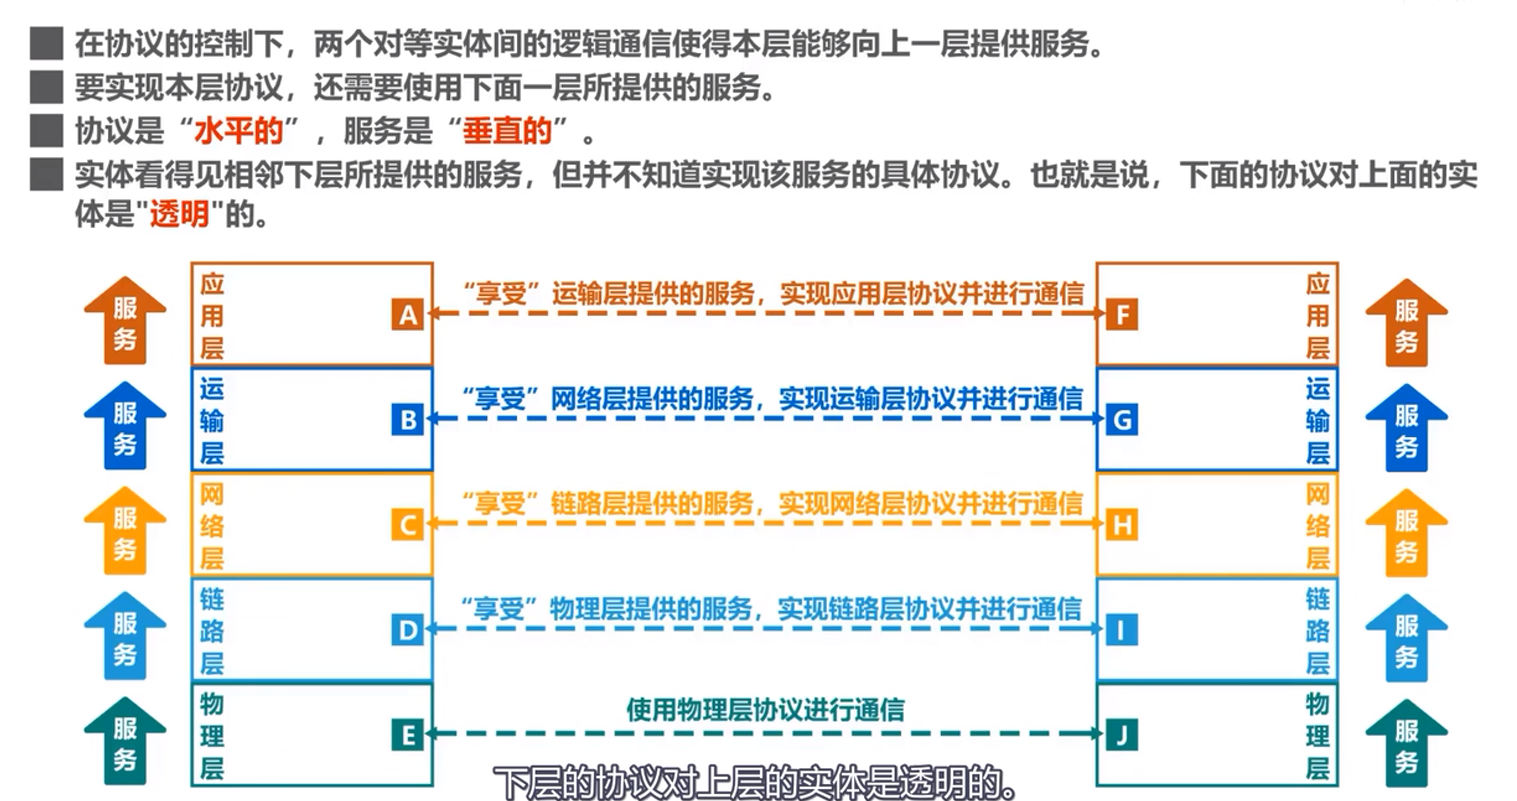 在协议的控制下，两个对等实体间的逻辑通信使得本层能够向上一层提供服务。
要实现本层协议，还需要使用下面一层所提供的服务。
协议是“水平的”，服务是“垂直的”。
实体看得见相邻下层所提供的服务，但并不知道实现该服务的具体协议。也就是说，下面的协议对上面的实
体是"透明"的。
服务
应用层
A
“享受”运输层提供的服务，实现应用层协议并进行通信
F
应用层
服务
服务
运输层
B
“享受”网络层提供的服务，实现运输层协议并进行通信
G
运输层
服务
服务
网络层
C
“享受”链路层提供的服务，实现网络层协议并进行通信
H
网络层
服务
服务
链路层
D
“享受”物理层提供的服务，实现链路层协议并进行通信
I
链路层
服务
服务
物理层
E
使用物理层协议进行通信
J
物理层
服务
下层的协议对上层的实体是透明的。